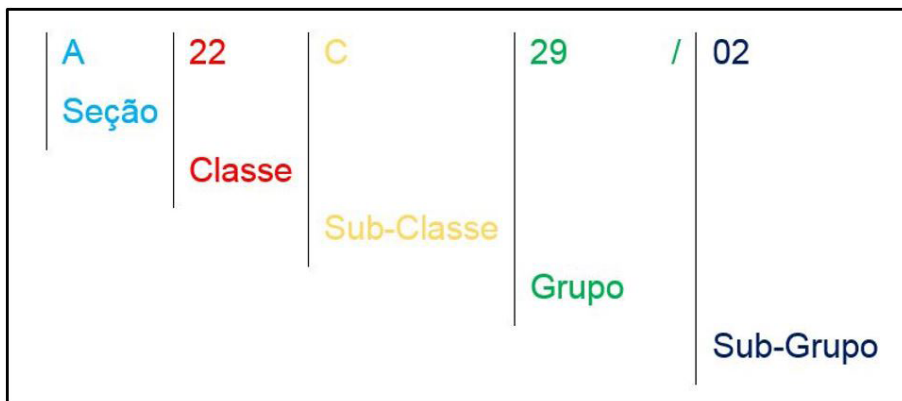 A 22 C 29 / 02
Seção
Classe
Sub-Classe
Grupo
Sub-Grupo